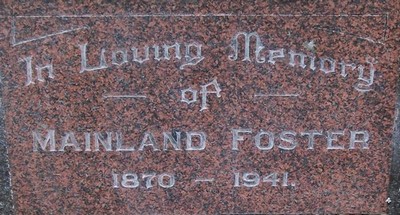 In Loving Memory
of
MAINLAND FOSTER
1870 — 1941.